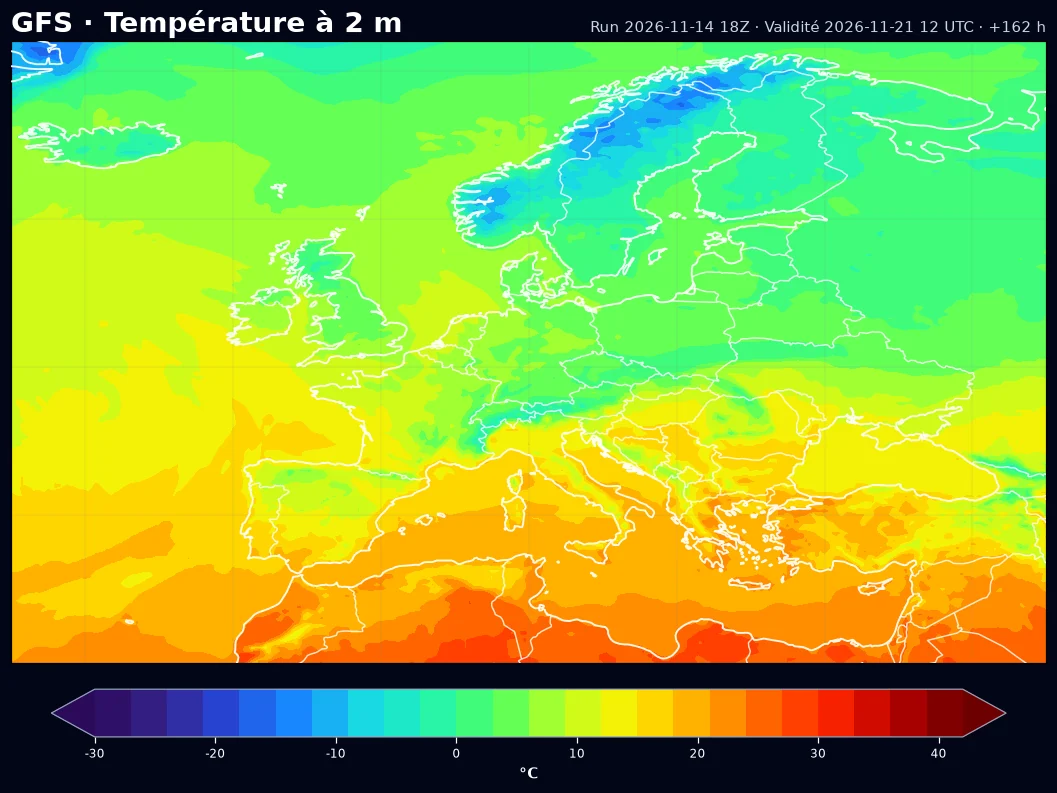 GFS · Température à 2 m
Run 2026-11-14 18Z · Validité 2026-11-21 12 UTC · +162 h
-30 -20 -10 0 10 20 30 40
°C